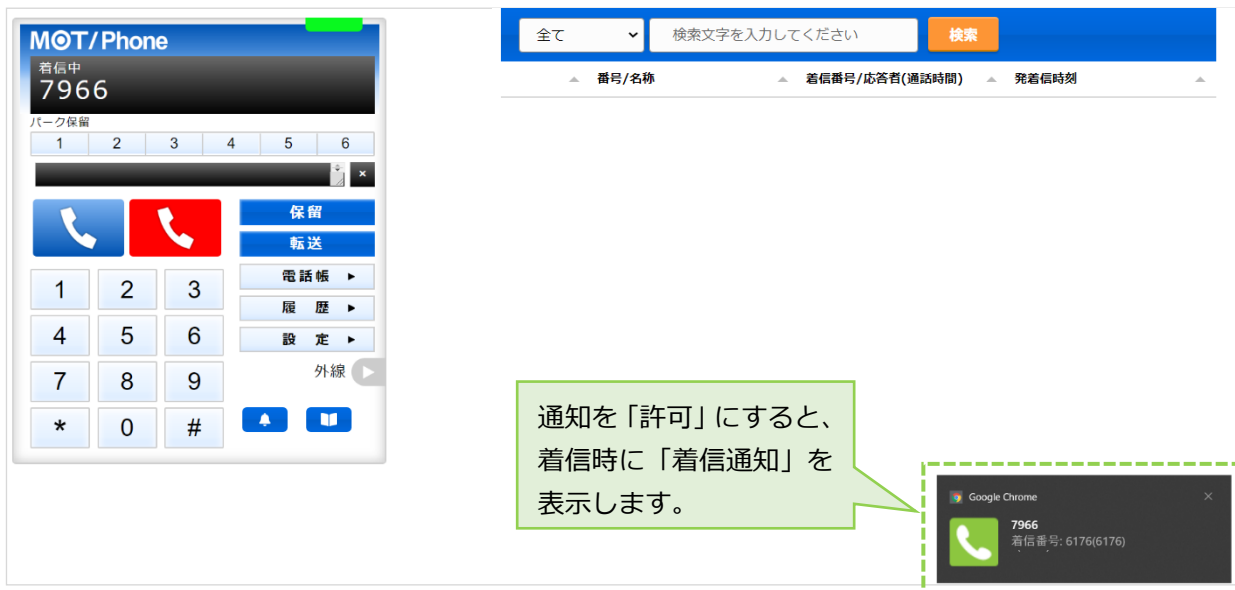 MOT/Phone
着信中
7966
パーク保留
1 2 3 4 5 6
×
保留
転送
電話帳 ▶
履 歴 ▶
設 定 ▶
外線
1 2 3
4 5 6
7 8 9
* 0 #
全て 検索文字を入力してください 検索
番号/名称 着信番号/応答者(通話時間) 発着信時刻
通知を「許可」にすると、
着信時に「着信通知」を
表示します。
Google Chrome ×
7966
着信番号: 6176(6176)